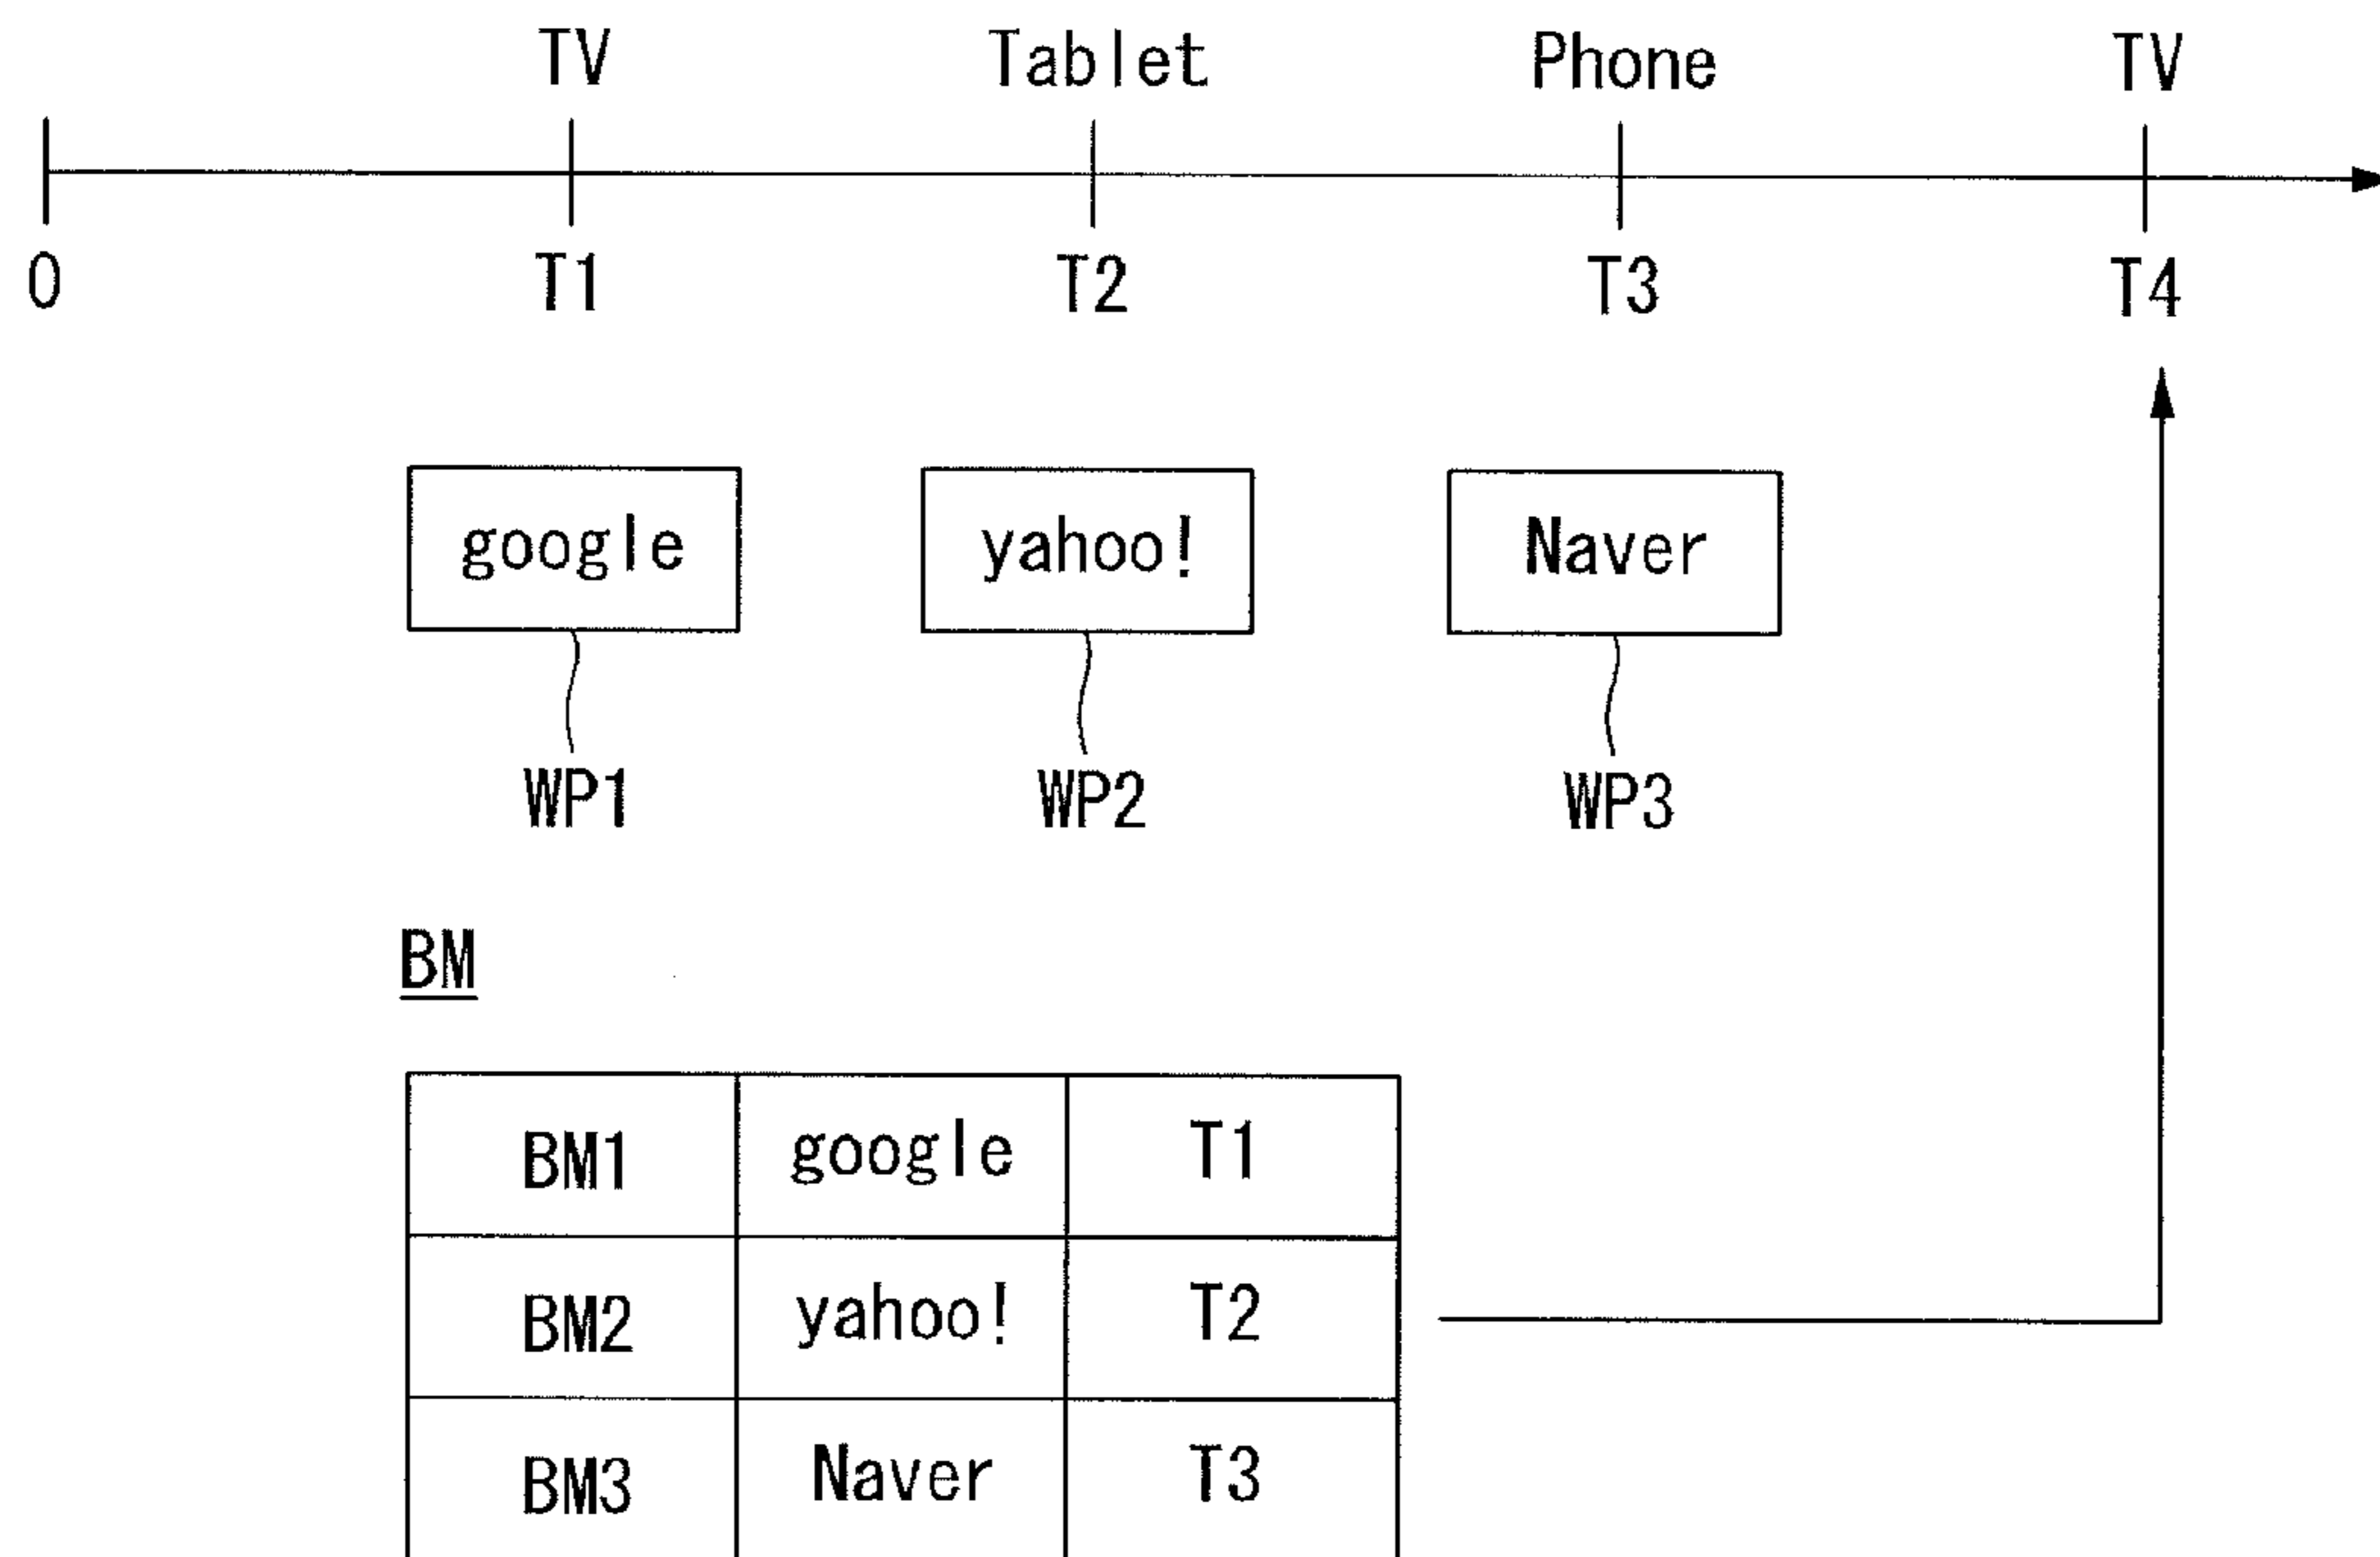 TV Tablet Phone TV
0 T1 T2 T3 T4
google yahoo! Naver
WP1 WP2 WP3
BM
BM1 google T1
BM2 yahoo! T2
BM3 Naver T3